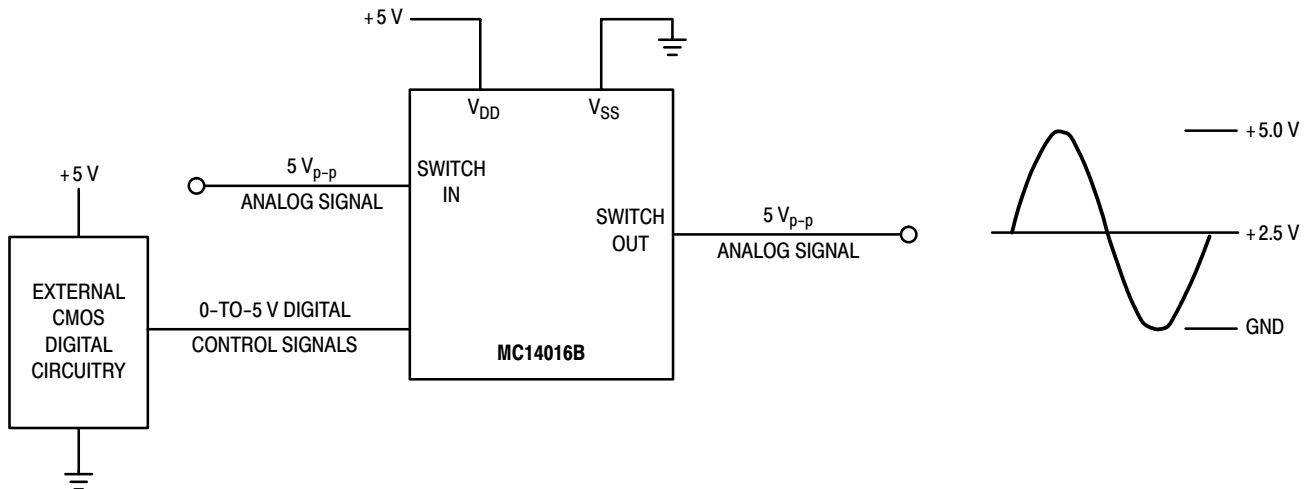 +5 V
V_DD
V_SS
+5.0 V
+2.5 V
GND
5 V_p-p
ANALOG SIGNAL
SWITCH
IN
SWITCH
OUT
5 V_p-p
ANALOG SIGNAL
+5 V
EXTERNAL
CMOS
DIGITAL
CIRCUITRY
0-TO-5 V DIGITAL
CONTROL SIGNALS
MC14016B